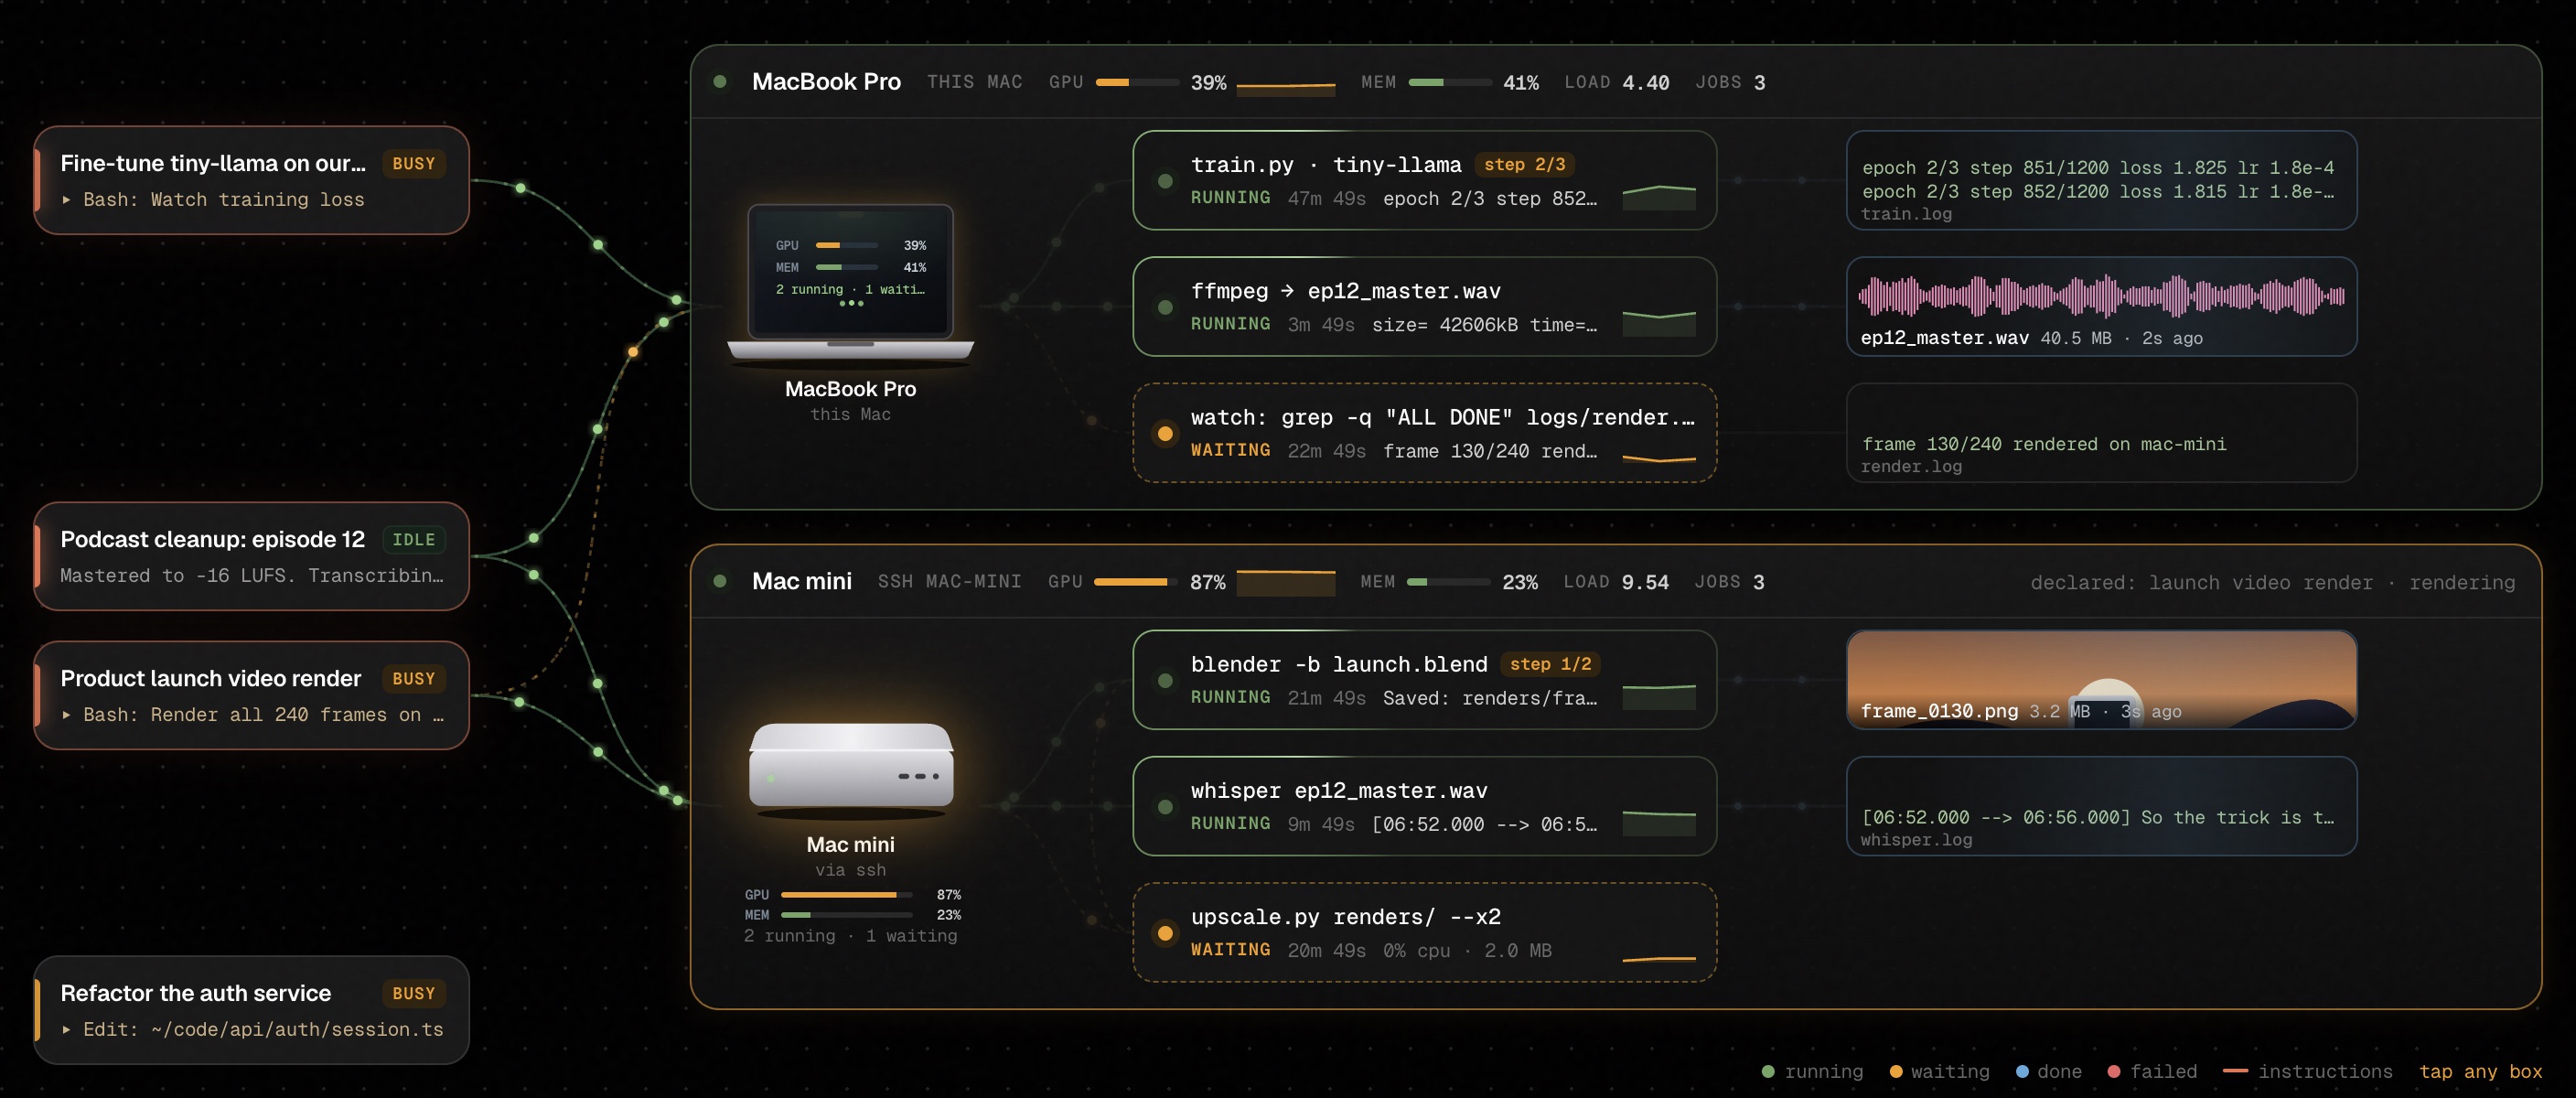 Fine-tune tiny-llama on our… BUSY
▸ Bash: Watch training loss
Podcast cleanup: episode 12 IDLE
Mastered to -16 LUFS. Transcribin…
Product launch video render BUSY
▸ Bash: Render all 240 frames on …
Refactor the auth service BUSY
▸ Edit: ~/code/api/auth/session.ts
MacBook Pro THIS MAC GPU 39% MEM 41% LOAD 4.40 JOBS 3
GPU 39%
MEM 41%
2 running · 1 waiti…
MacBook Pro
this Mac
train.py · tiny-llama step 2/3
RUNNING 47m 49s epoch 2/3 step 852…
epoch 2/3 step 851/1200 loss 1.825 lr 1.8e-4
epoch 2/3 step 852/1200 loss 1.815 lr 1.8e-…
train.log
ffmpeg → ep12_master.wav
RUNNING 3m 49s size= 42606kB time=…
ep12_master.wav 40.5 MB · 2s ago
watch: grep -q "ALL DONE" logs/render.…
WAITING 22m 49s frame 130/240 rend…
frame 130/240 rendered on mac-mini
render.log
Mac mini SSH MAC-MINI GPU 87% MEM 23% LOAD 9.54 JOBS 3 declared: launch video render · rendering
Mac mini
via ssh
GPU 87%
MEM 23%
2 running · 1 waiting
blender -b launch.blend step 1/2
RUNNING 21m 49s Saved: renders/fra…
frame_0130.png 3.2 MB · 3s ago
whisper ep12_master.wav
RUNNING 9m 49s [06:52.000 --> 06:5…
[06:52.000 --> 06:56.000] So the trick is t…
whisper.log
upscale.py renders/ --x2
WAITING 20m 49s 0% cpu · 2.0 MB
running waiting done failed instructions tap any box